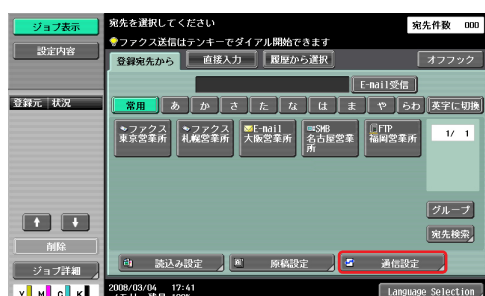 ジョブ表示
設定内容
登録元 状況
削除
ジョブ詳細
Y M C K
宛先を選択してください
宛先件数 000
ファクス送信はテンキーでダイアル開始できます
登録宛先から 直接入力 履歴から選択 オフフック
E-mail受信
常用 あ か さ た な は ま や らわ 英字に切換
ファクス
東京営業所
ファクス
札幌営業所
E-mail
大阪営業所
SMB
名古屋営業
所
FTP
福岡営業所
1/ 1
グループ
宛先検索
読込み設定 原稿設定 通信設定
2008/03/04 17:41
メモリー残量 100%
Language Selection